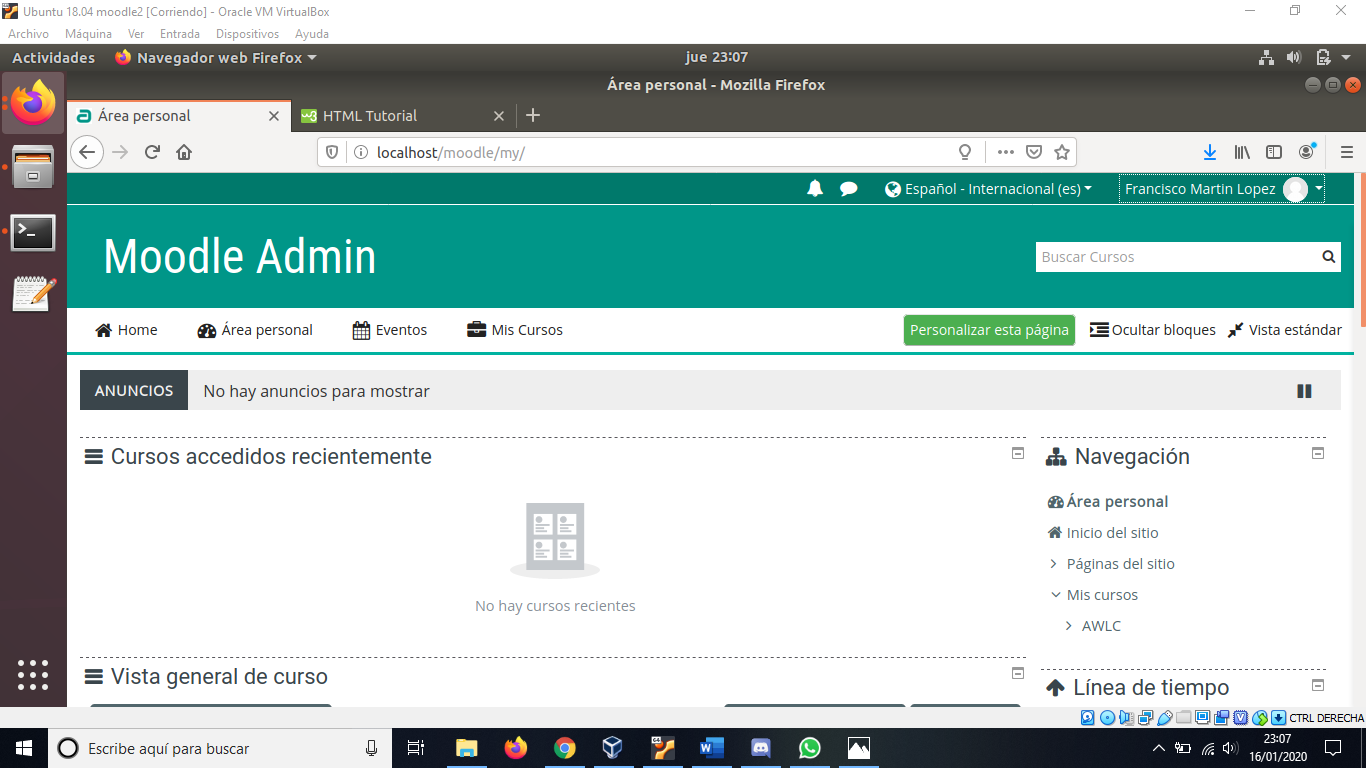 Ubuntu 18.04 moodle2 [Corriendo] - Oracle VM VirtualBox
Archivo Máquina Ver Entrada Dispositivos Ayuda
Actividades Navegador web Firefox jue 23:07
Área personal - Mozilla Firefox
Área personal HTML Tutorial
localhost/moodle/my/
Español - Internacional (es) Francisco Martin Lopez
Moodle Admin
Buscar Cursos
Home Área personal Eventos Mis Cursos Personalizar esta página Ocultar bloques Vista estándar
ANUNCIOS No hay anuncios para mostrar
Cursos accedidos recientemente
No hay cursos recientes
Vista general de curso
Navegación
Área personal
Inicio del sitio
Páginas del sitio
Mis cursos
AWLC
Línea de tiempo
CTRL DERECHA
Escribe aquí para buscar
23:07
16/01/2020